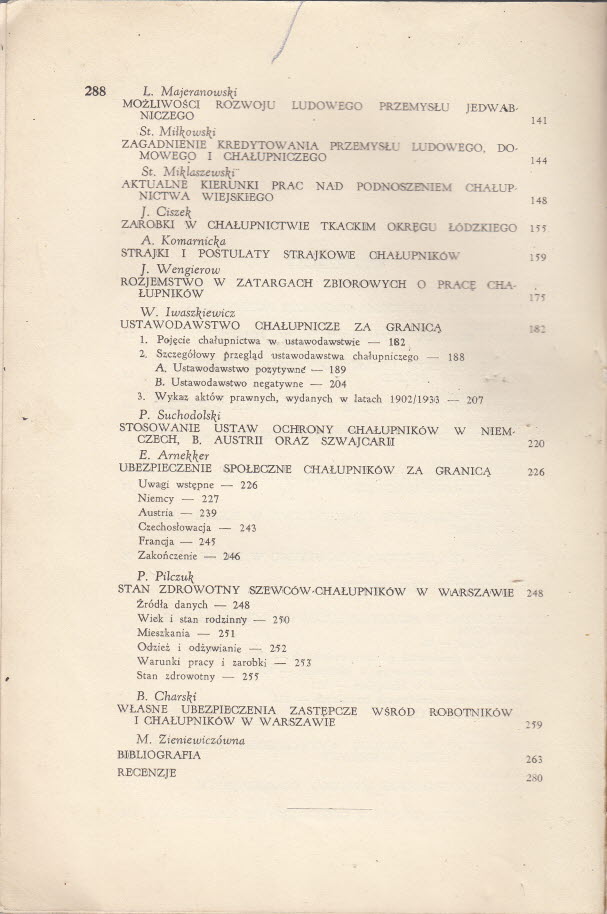 288 L. Majeranowski
MOŻLIWOŚCI ROZWOJU LUDOWEGO PRZEMYSŁU JEDWAB-
NICZEGO 141
St. Miłkowski
ZAGADNIENIE KREDYTOWANIA PRZEMYSŁU LUDOWEGO, DO-
MOWEGO I CHAŁUPNICZEGO 144
St. Miklaszewski
AKTUALNE KIERUNKI PRAC NAD PODNOSZENIEM CHAŁUP-
NICTWA WIEJSKIEGO 148
J. Ciszek
ZAROBKI W CHAŁUPNICTWIE TKACKIM OKRĘGU ŁÓDZKIEGO 155
A. Komarnicka
STRAJKI I POSTULATY STRAJKOWE CHAŁUPNIKÓW 159
J. Wengierow
ROZJEMSTWO W ZATARGACH ZBIOROWYCH O PRACĘ CHA-
ŁUPNIKÓW 175
W. Iwaszkiewicz
USTAWODAWSTWO CHAŁUPNICZE ZA GRANICĄ 182
1. Pojęcie chałupnictwa w ustawodawstwie — 182
2. Szczegółowy przegląd ustawodawstwa chałupniczego — 188
A. Ustawodawstwo pozytywne — 189
B. Ustawodawstwo negatywne — 204
3. Wykaz aktów prawnych, wydanych w latach 1902/1933 — 207
P. Suchodolski
STOSOWANIE USTAW OCHRONY CHAŁUPNIKÓW W NIEM-
CZECH, B. AUSTRII ORAZ SZWAJCARII 220
E. Arnekker
UBEZPIECZENIE SPOŁECZNE CHAŁUPNIKÓW ZA GRANICĄ 226
Uwagi wstępne — 226
Niemcy — 227
Austria — 239
Czechosłowacja — 243
Francja — 245
Zakończenie — 246
P. Pilczuk
STAN ZDROWOTNY SZEWCÓW-CHAŁUPNIKÓW W WARSZAWIE 248
Źródła danych — 248
Wiek i stan rodzinny — 250
Mieszkania — 251
Odzież i odżywianie — 252
Warunki pracy i zarobki — 253
Stan zdrowotny — 255
B. Charski
WŁASNE UBEZPIECZENIA ZASTĘPCZE WŚRÓD ROBOTNIKÓW
I CHAŁUPNIKÓW W WARSZAWIE 259
M. Zieniewiczówna
BIBLIOGRAFIA 263
RECENZJE 280